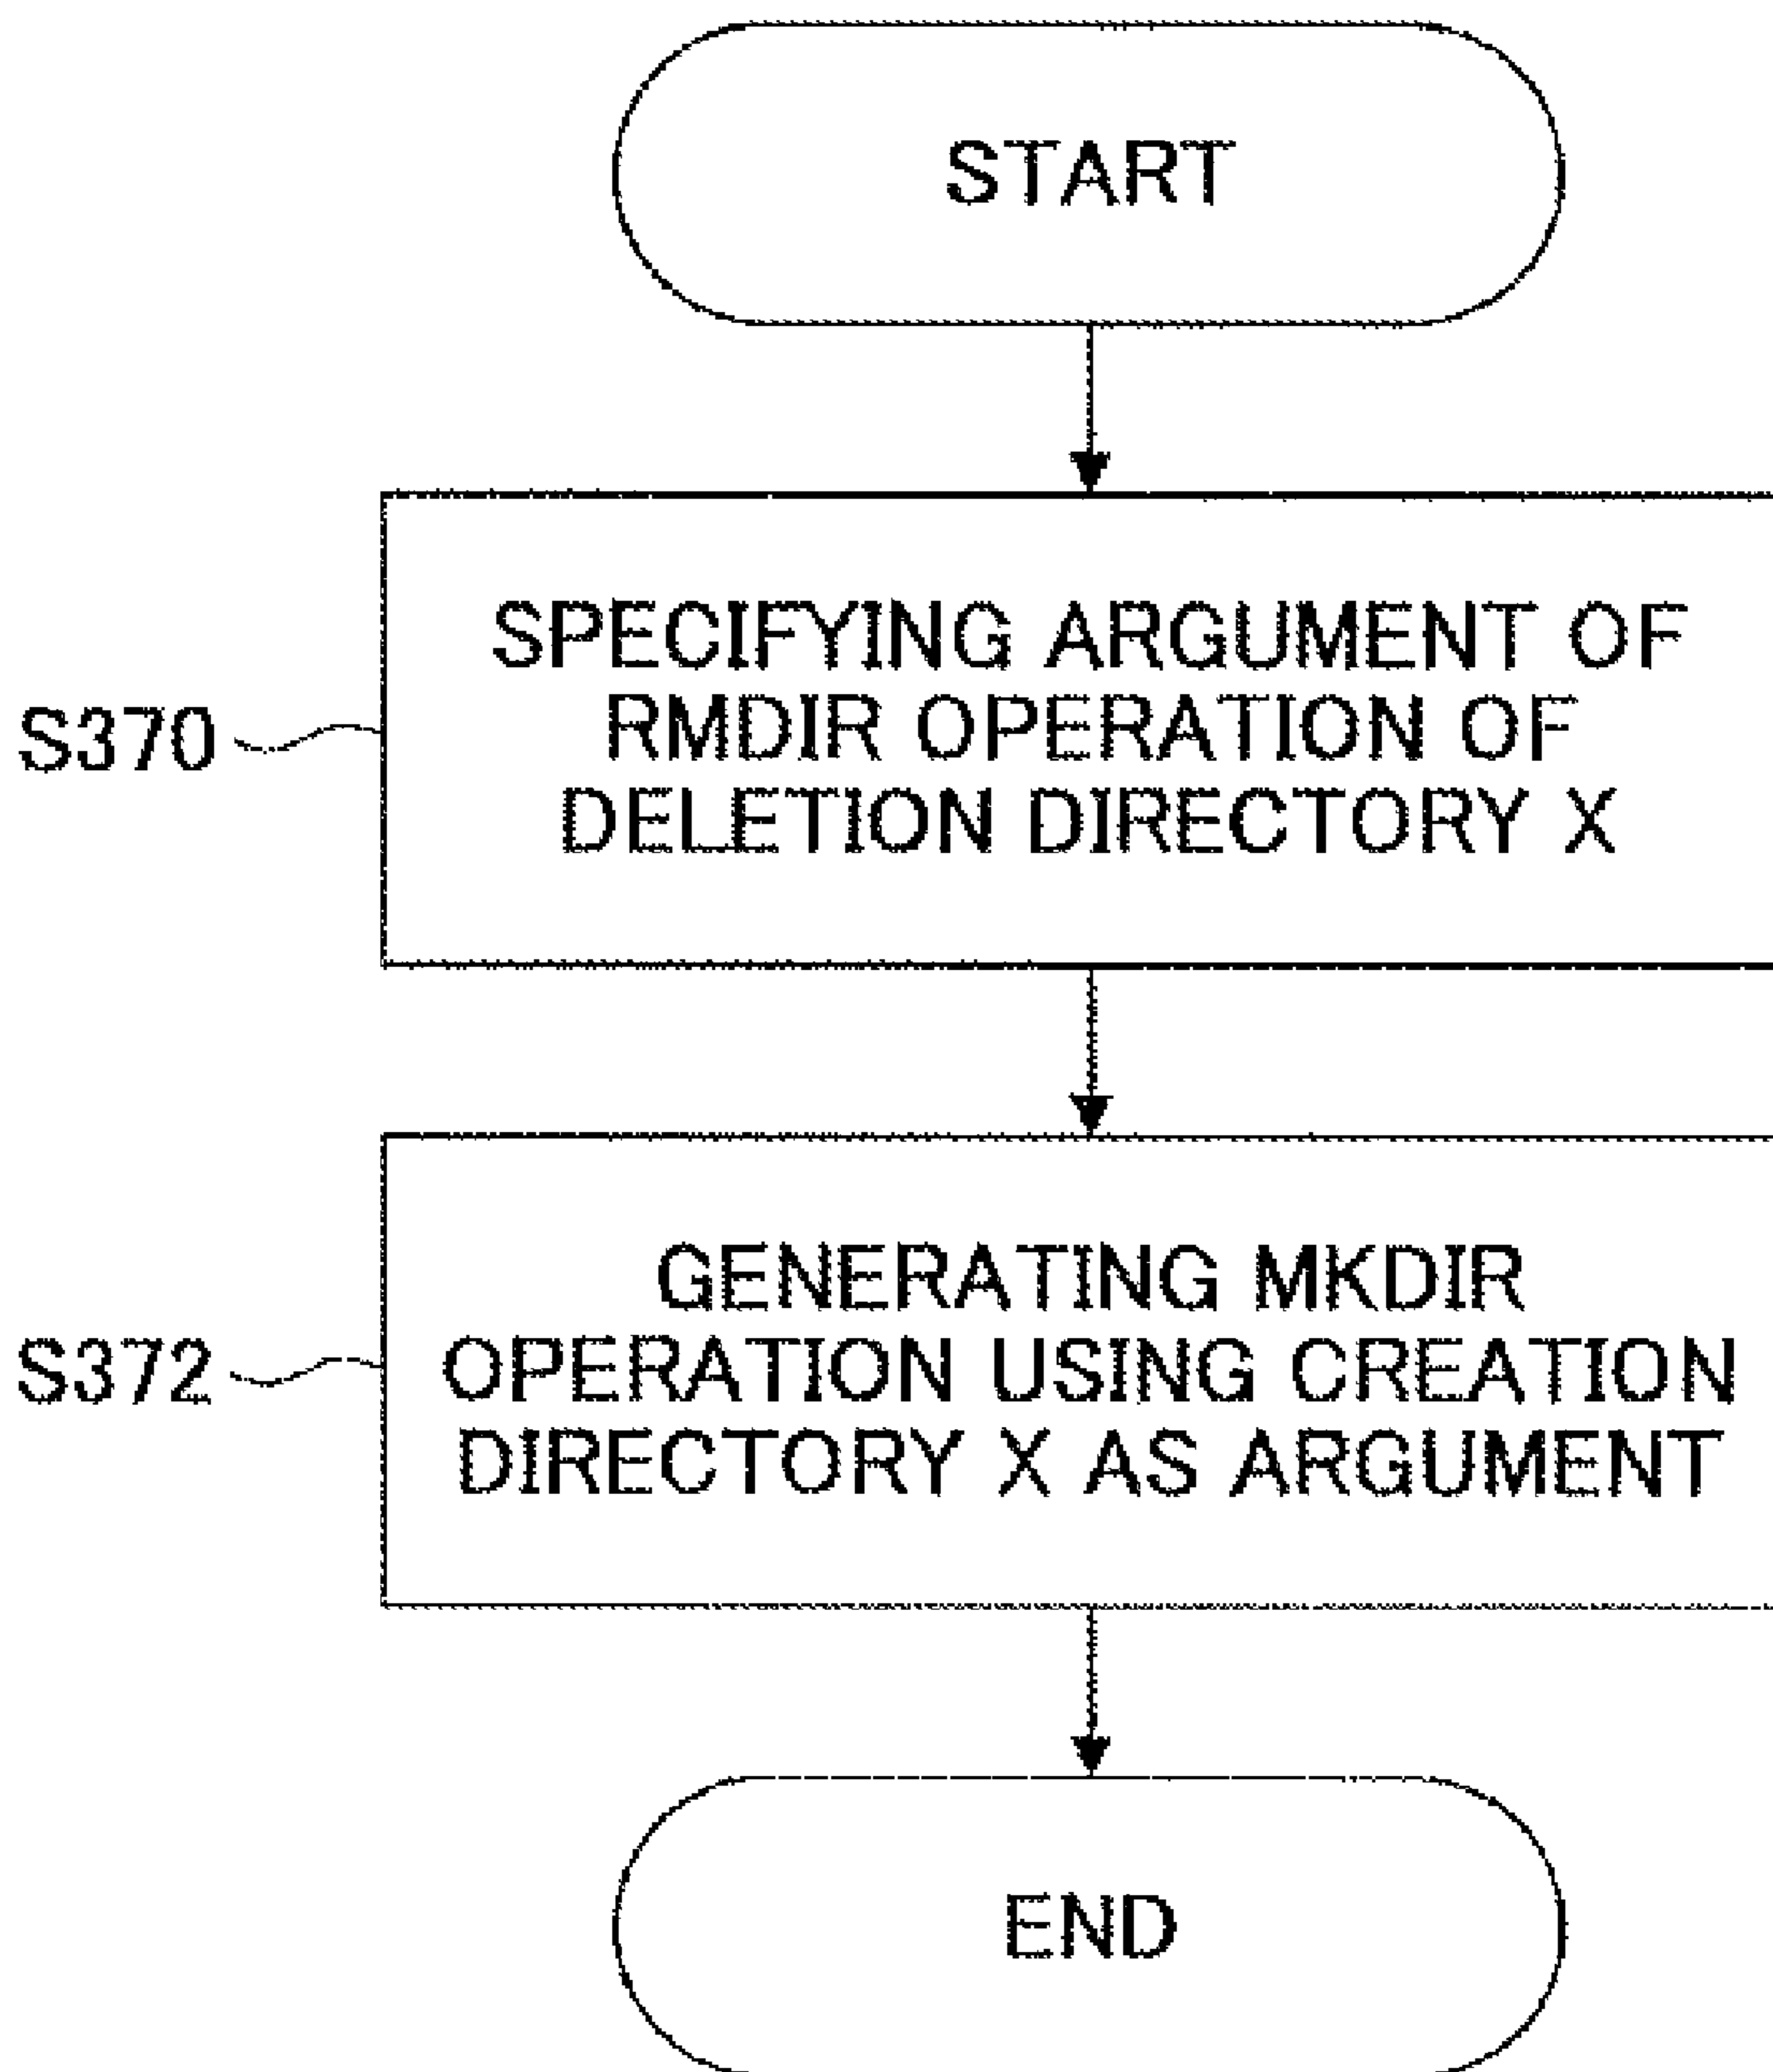 START
S370
SPECIFYING ARGUMENT OF
RMDIR OPERATION OF
DELETION DIRECTORY X
S372
GENERATING MKDIR
OPERATION USING CREATION
DIRECTORY X AS ARGUMENT
END